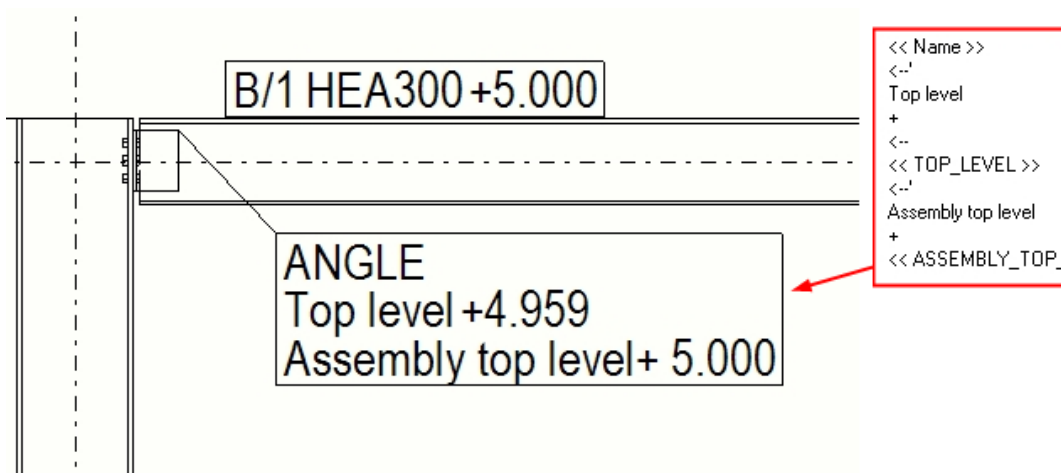 B/1 HEA300 +5.000
ANGLE
Top level +4.959
Assembly top level+ 5.000
<< Name >>
<--'
Top level
+
<--
<< TOP_LEVEL >>
<--'
Assembly top level
+
<< ASSEMBLY_TOP_